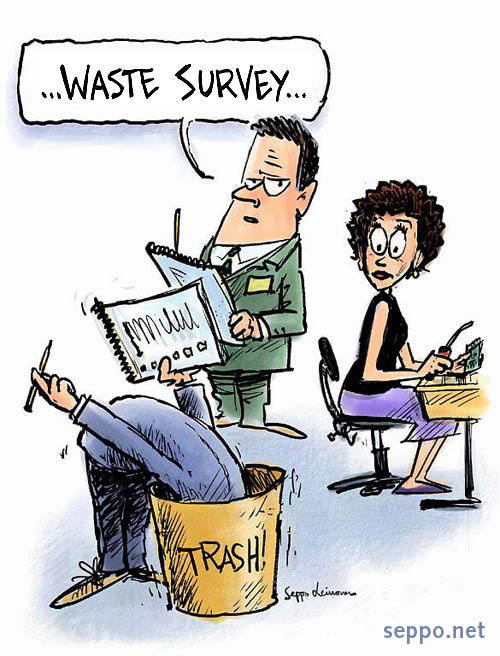 ...WASTE SURVEY...
TRASH!
Seppo Leinonen
seppo.net